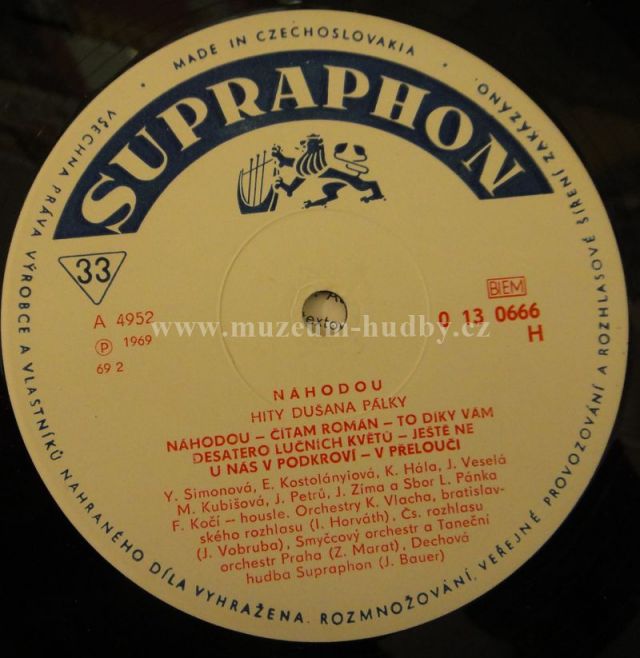 MADE IN CZECHOSLOVAKIA
SUPRAPHON
33
BIEM
A 4952
0 13 0666
Ⓟ 1969
H
69 2
extov
www.muzeum-hudby.cz
NÁHODOU
HITY DUŠANA PÁLKY
NÁHODOU – ČÍTAM ROMÁN – TO DÍKY VÁM
DESATERO LUČNÍCH KVĚTŮ – JEŠTĚ NE
U NÁS V PODKROVÍ – V PŘELOUČI
Y. Simonová, E. Kostolányiová, K. Hála, J. Veselá
M. Kubišová, J. Petrů, J. Zíma a Sbor L. Pánka
F. Kočí – housle. Orchestry K. Vlacha, bratislav-
ského rozhlasu (I. Horváth), Čs. rozhlasu
(J. Vobruba), Smyčcový orchestr a Taneční
orchestr Praha (Z. Marat), Dechová
hudba Supraphon (J. Bauer)
VŠECHNA PRÁVA VÝROBCE A VLASTNÍKŮ NAHRANÉHO DÍLA VYHRAŽENA. ROZMNOŽOVÁNÍ, VEŘEJNÉ PROVOZOVÁNÍ A ROZHLASOVÉ ŠÍŘENÍ ZAKÁZÁNO.